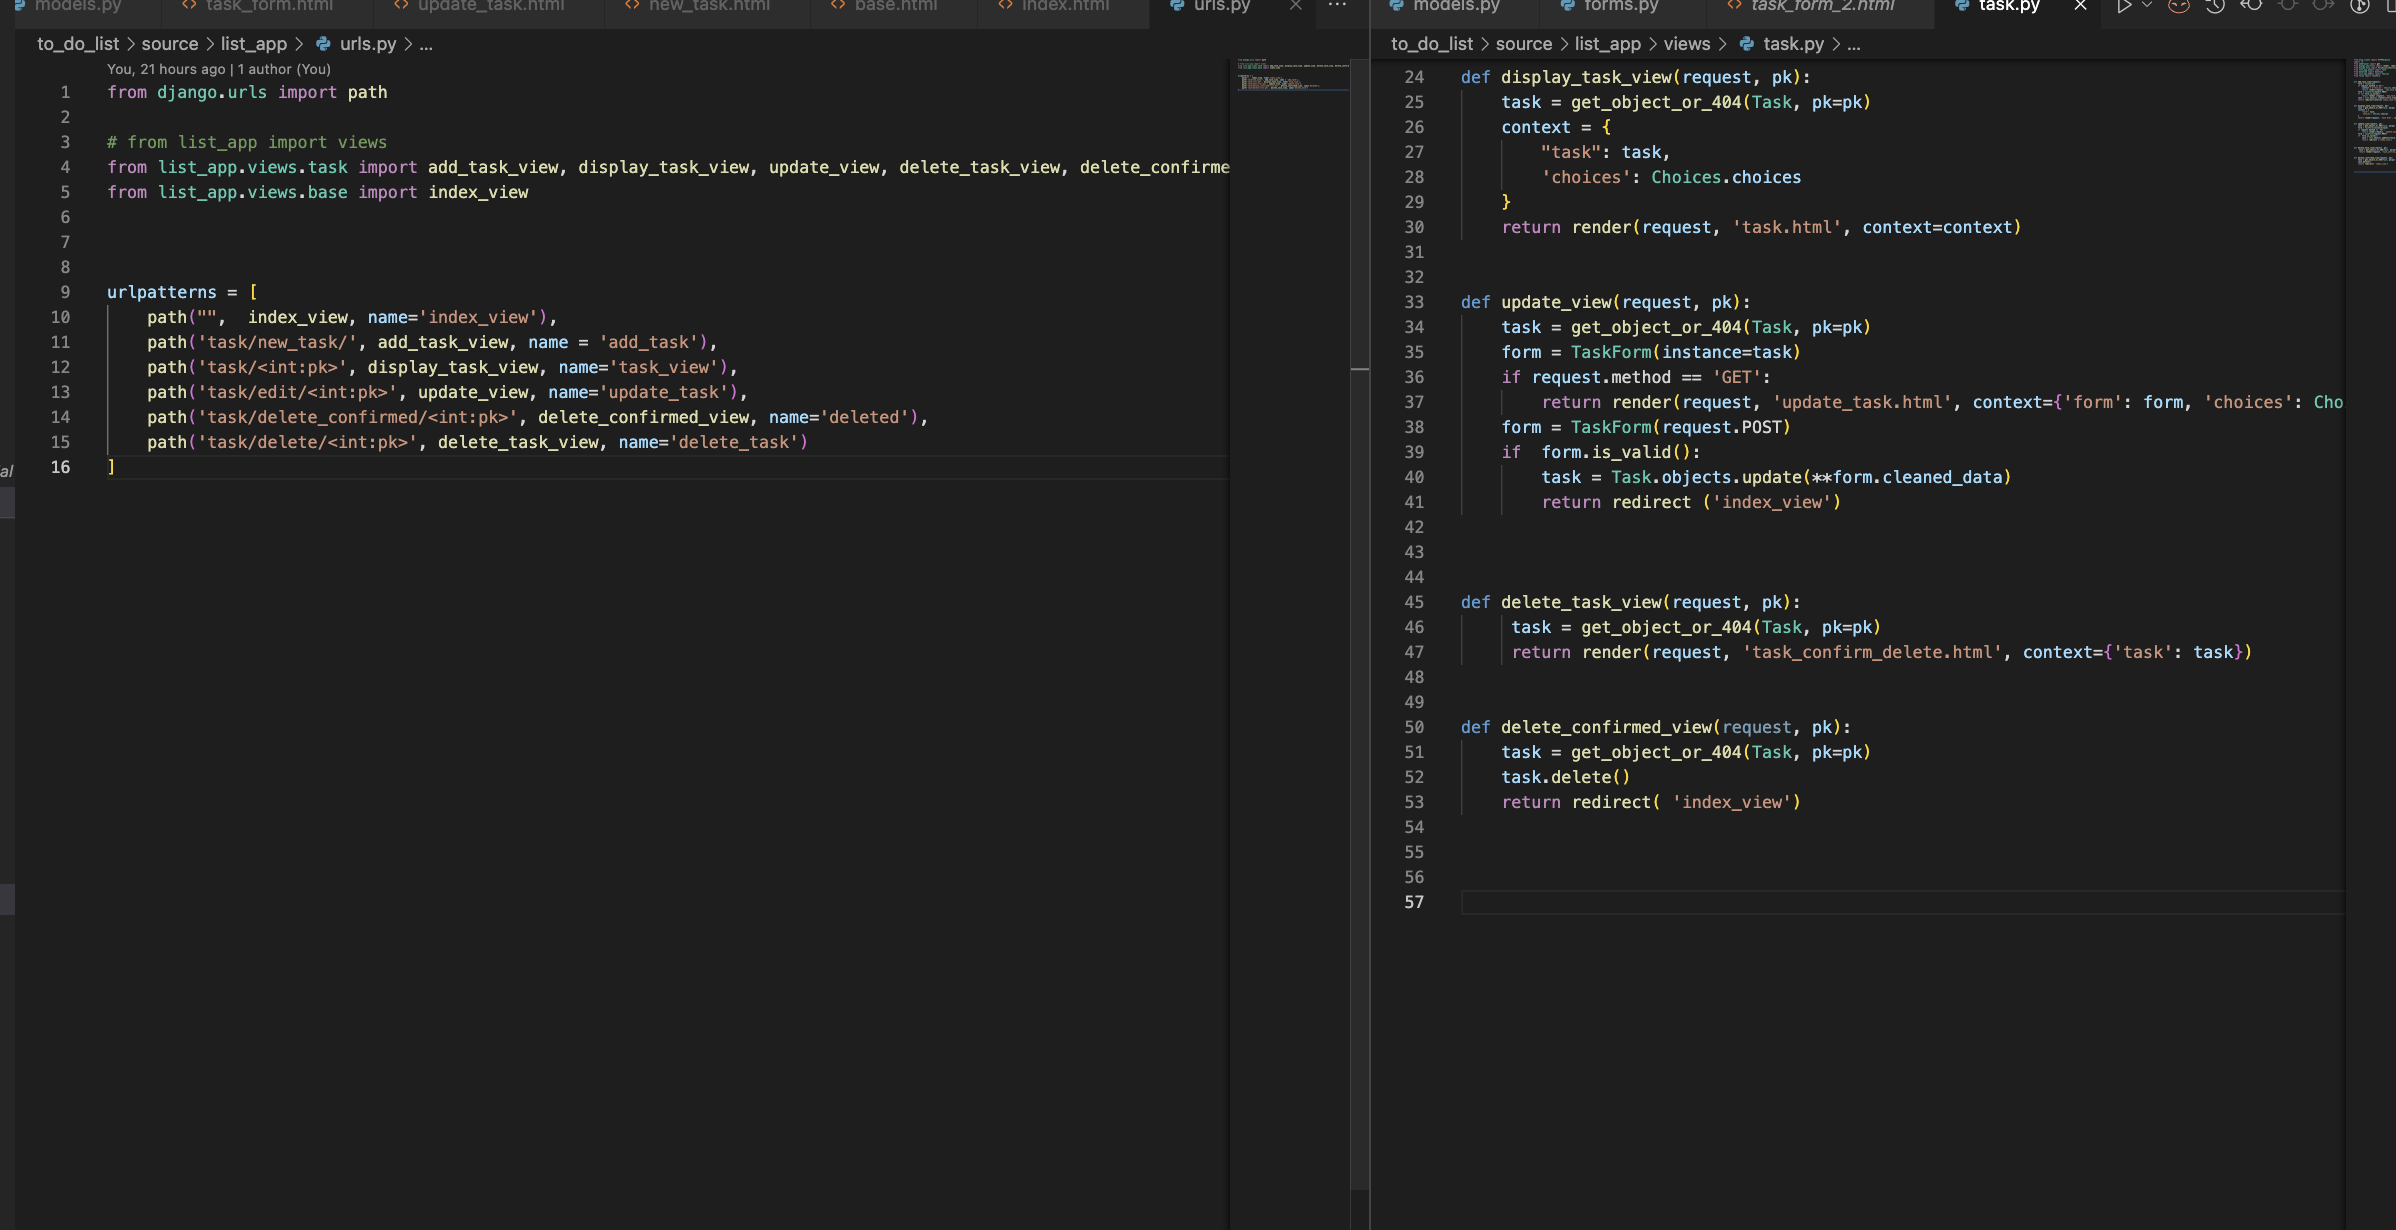 models.py task_form.html update_task.html new_task.html base.html index.html urls.py
to_do_list > source > list_app > urls.py > ...
You, 21 hours ago | 1 author (You)
1 from django.urls import path
2
3 # from list_app import views
4 from list_app.views.task import add_task_view, display_task_view, update_view, delete_task_view, delete_confirme
5 from list_app.views.base import index_view
6
7
8
9 urlpatterns = [
10 path("",  index_view, name='index_view'),
11 path('task/new_task/', add_task_view, name = 'add_task'),
12 path('task/<int:pk>', display_task_view, name='task_view'),
13 path('task/edit/<int:pk>', update_view, name='update_task'),
14 path('task/delete_confirmed/<int:pk>', delete_confirmed_view, name='deleted'),
15 path('task/delete/<int:pk>', delete_task_view, name='delete_task')
16 ]
al
models.py forms.py task_form_2.html task.py
to_do_list > source > list_app > views > task.py > ...
24 def display_task_view(request, pk):
25 task = get_object_or_404(Task, pk=pk)
26 context = {
27 "task": task,
28 'choices': Choices.choices
29 }
30 return render(request, 'task.html', context=context)
31
32
33 def update_view(request, pk):
34 task = get_object_or_404(Task, pk=pk)
35 form = TaskForm(instance=task)
36 if request.method == 'GET':
37 return render(request, 'update_task.html', context={'form': form, 'choices': Cho
38 form = TaskForm(request.POST)
39 if  form.is_valid():
40 task = Task.objects.update(**form.cleaned_data)
41 return redirect ('index_view')
42
43
44
45 def delete_task_view(request, pk):
46 task = get_object_or_404(Task, pk=pk)
47 return render(request, 'task_confirm_delete.html', context={'task': task})
48
49
50 def delete_confirmed_view(request, pk):
51 task = get_object_or_404(Task, pk=pk)
52 task.delete()
53 return redirect( 'index_view')
54
55
56
57